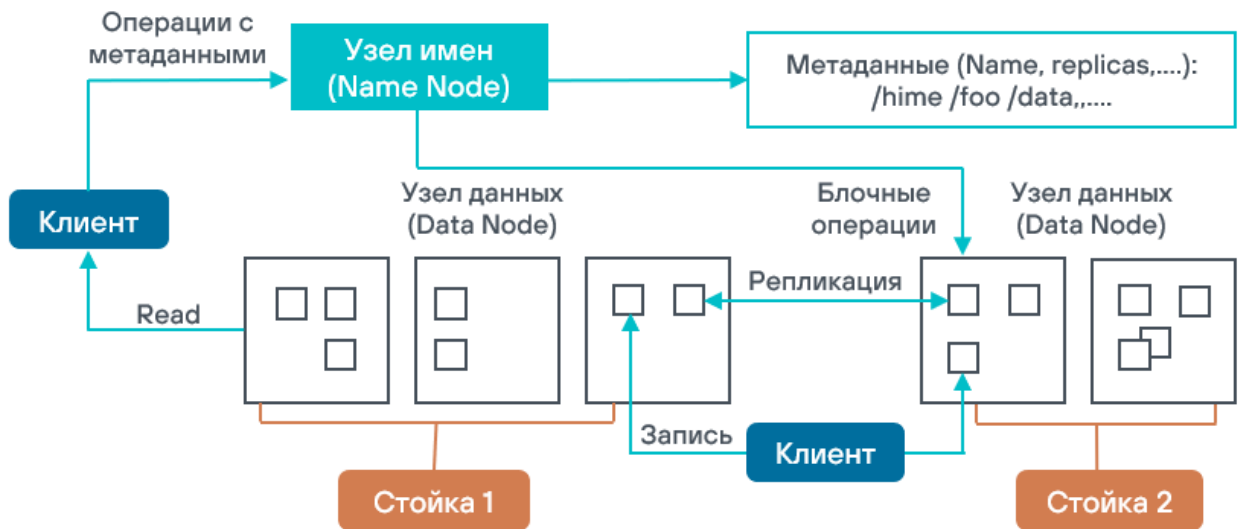 Операции с
метаданными
Узел имен
(Name Node)
Метаданные (Name, replicas,....):
/hime /foo /data,,....
Клиент
Узел данных
(Data Node)
Блочные
операции
Узел данных
(Data Node)
Read
Репликация
Запись
Клиент
Стойка 1
Стойка 2